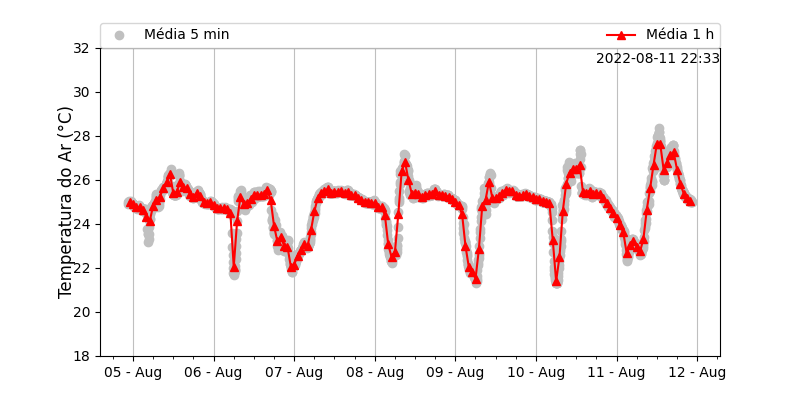 Média 5 min
Média 1 h
2022-08-11 22:33
Temperatura do Ar (°C)
32
30
28
26
24
22
20
18
05 - Aug
06 - Aug
07 - Aug
08 - Aug
09 - Aug
10 - Aug
11 - Aug
12 - Aug